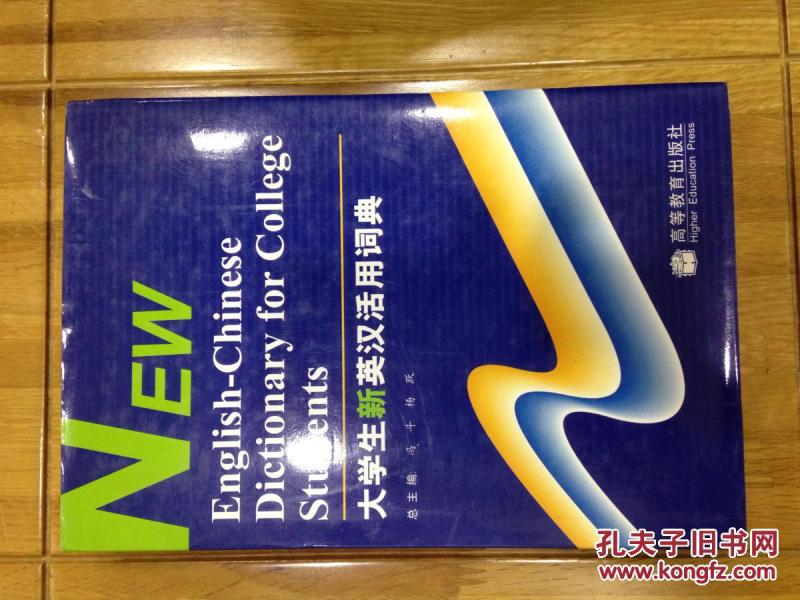 NEW
English-Chinese
Dictionary for College
Students
大学生新英汉活用词典
总主编: 冯 斗 杨 跃
高等教育出版社
Higher Education Press
孔夫子旧书网
www.kongfz.com